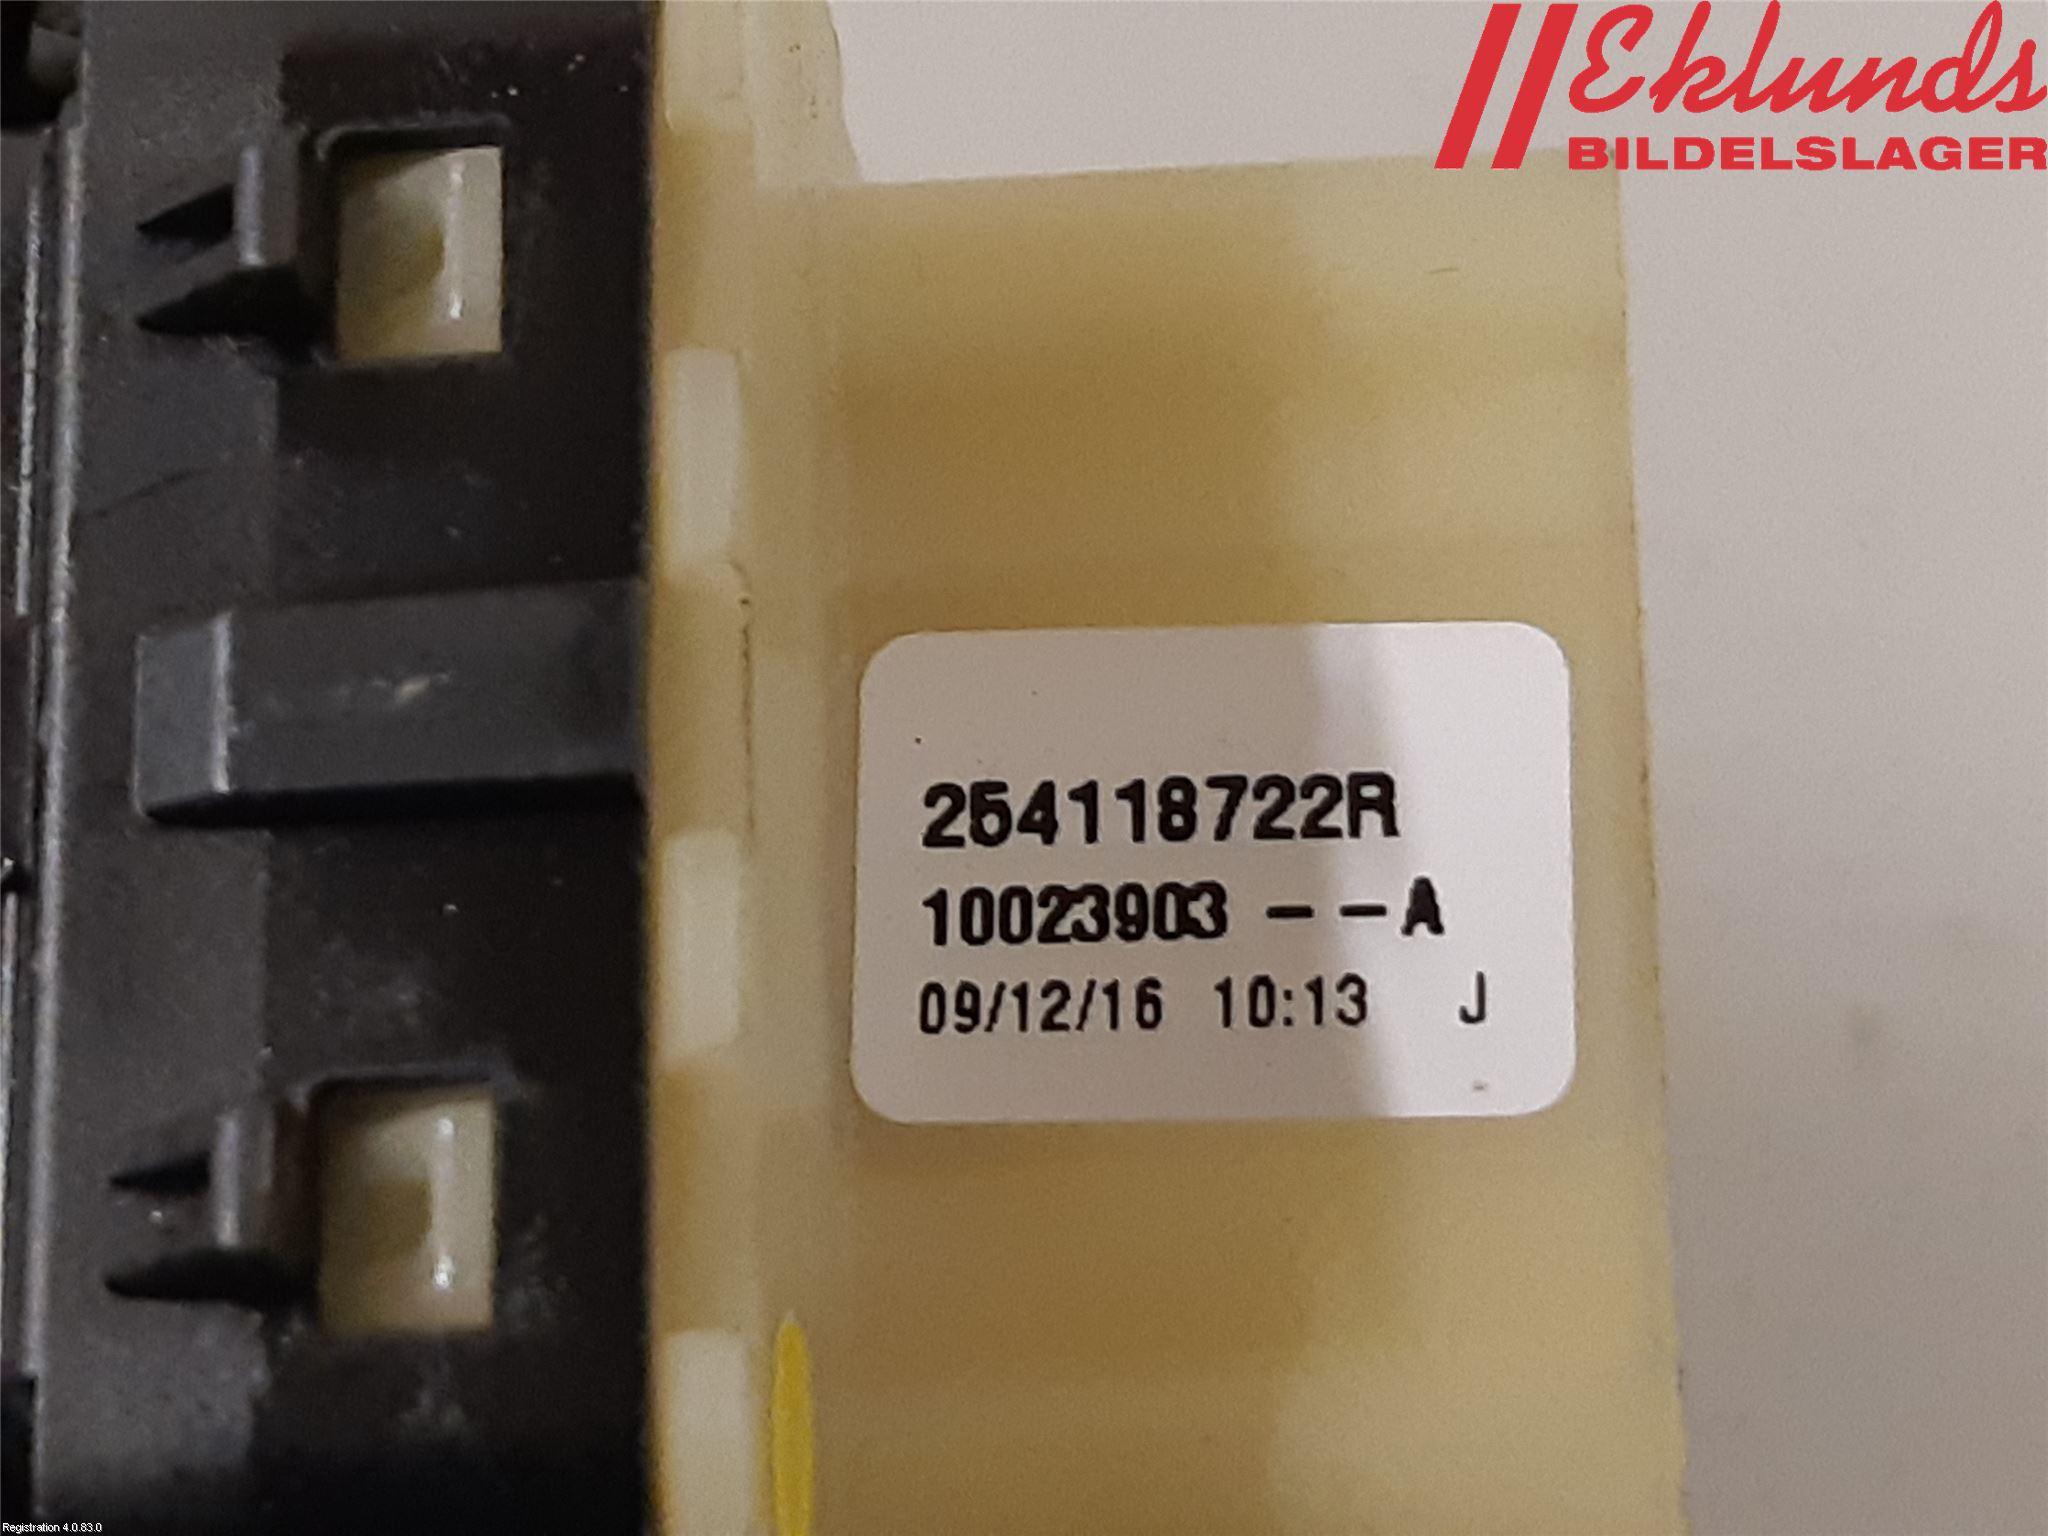 Eklunds
BILDELSLAGER
254118722R
10023903 -- A
09/12/16 10:13 J
Registration 4.0.83.0